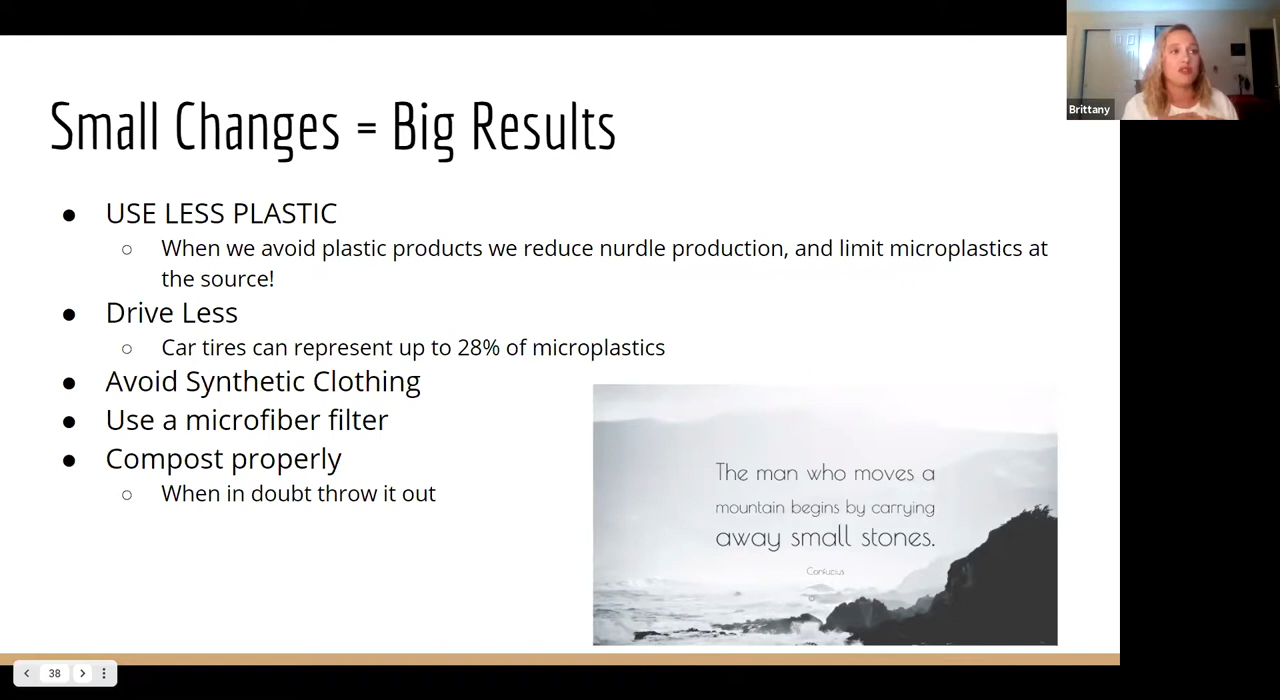 Brittany
Small Changes = Big Results
● USE LESS PLASTIC
○ When we avoid plastic products we reduce nurdle production, and limit microplastics at
the source!
● Drive Less
○ Car tires can represent up to 28% of microplastics
● Avoid Synthetic Clothing
● Use a microfiber filter
● Compost properly
○ When in doubt throw it out
The man who moves a
mountain begins by carrying
away small stones.
Confucius
38